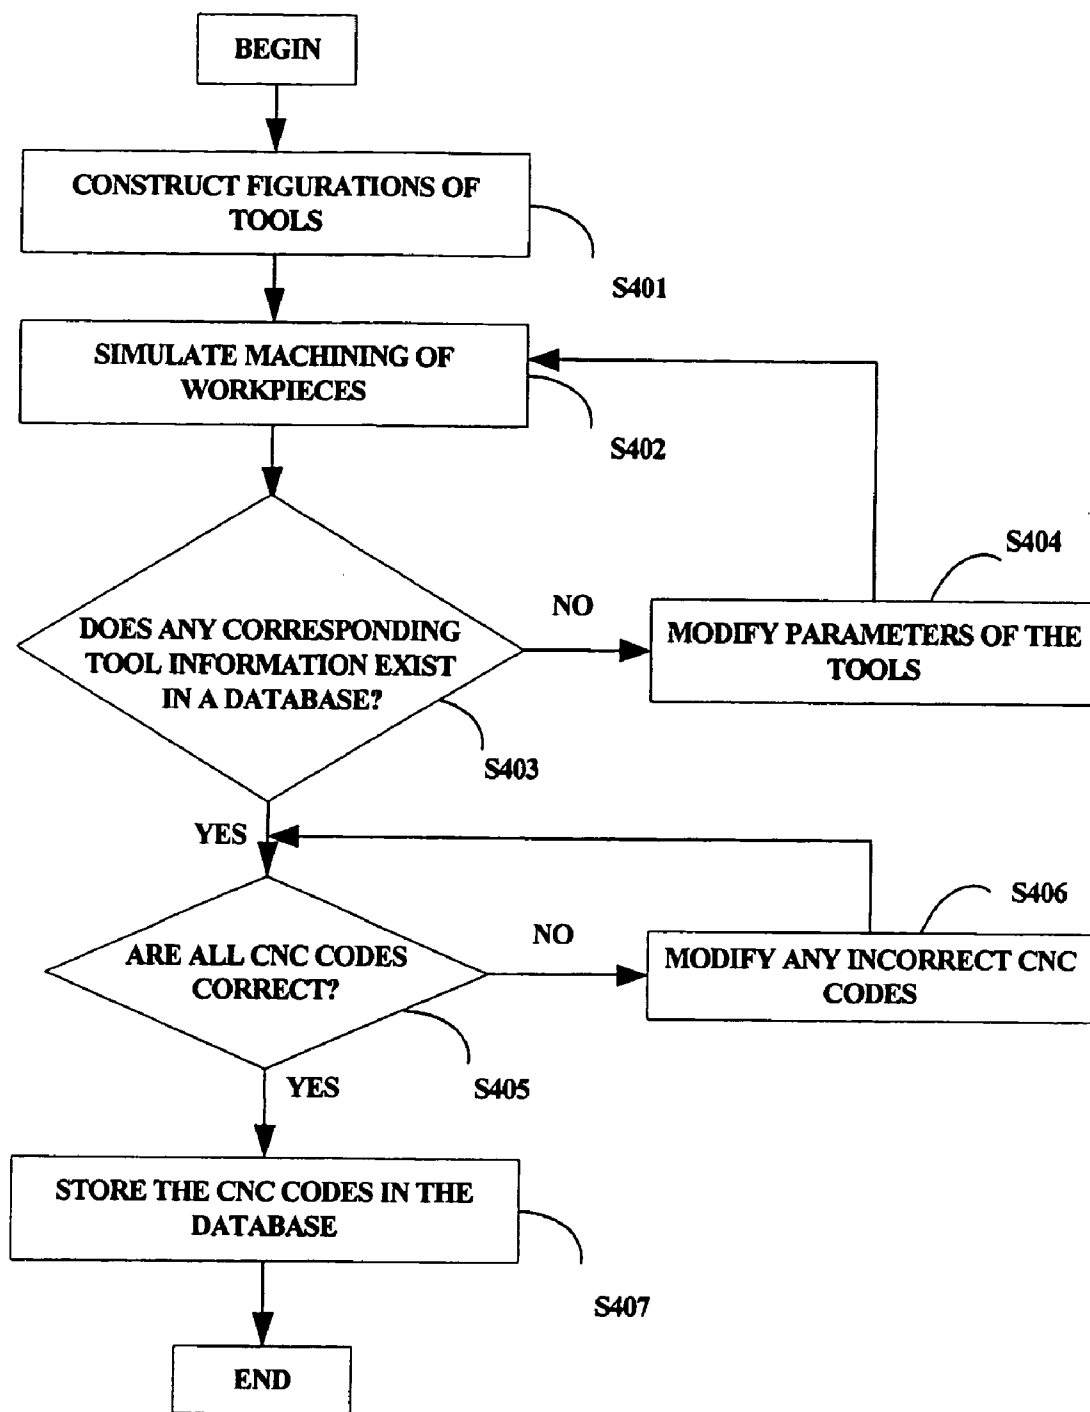 BEGIN
CONSTRUCT FIGURATIONS OF
TOOLS
S401
SIMULATE MACHINING OF
WORKPIECES
S402
S404
NO
DOES ANY CORRESPONDING
TOOL INFORMATION EXIST
IN A DATABASE?
MODIFY PARAMETERS OF THE
TOOLS
S403
YES
S406
NO
ARE ALL CNC CODES
CORRECT?
MODIFY ANY INCORRECT CNC
CODES
S405
YES
STORE THE CNC CODES IN THE
DATABASE
S407
END